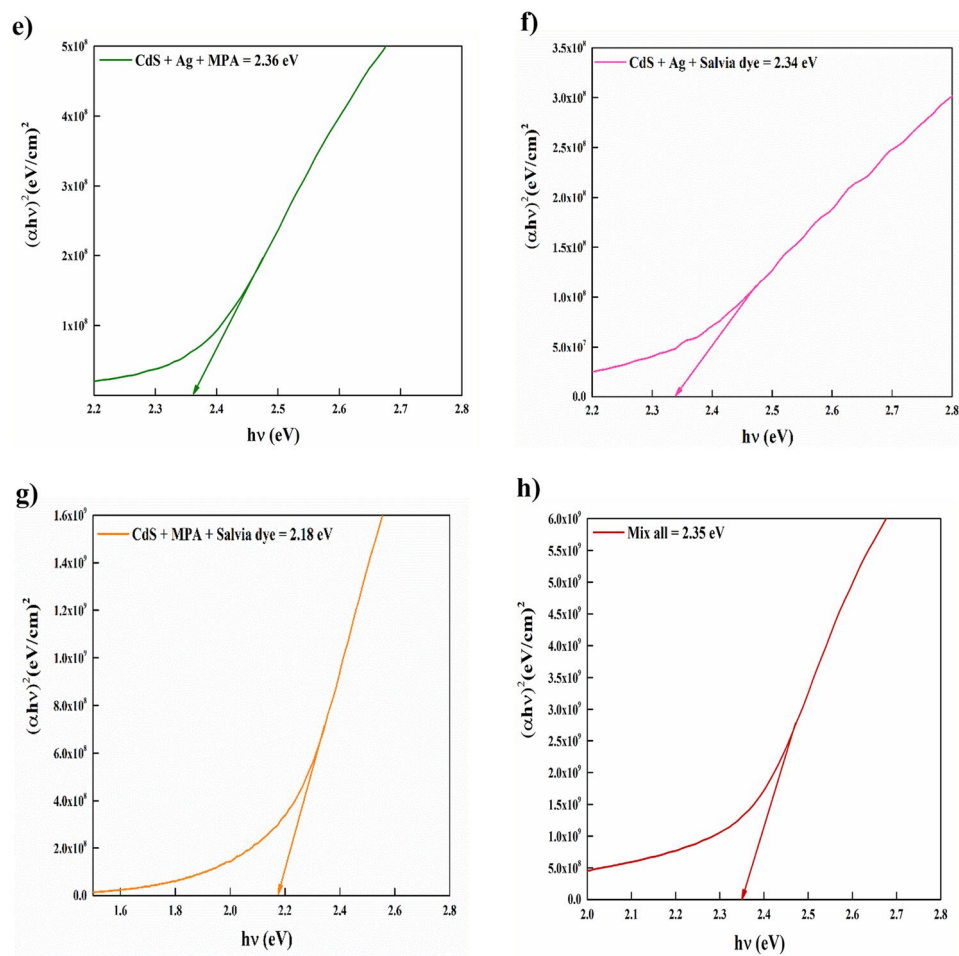 e)
CdS + Ag + MPA = 2.36 eV
5x10⁸
4x10⁸
3x10⁸
2x10⁸
1x10⁸
(αhν)²(eV/cm)²
2.2 2.3 2.4 2.5 2.6 2.7 2.8
hν (eV)
f)
CdS + Ag + Salvia dye = 2.34 eV
3.5x10⁸
3.0x10⁸
2.5x10⁸
2.0x10⁸
1.5x10⁸
1.0x10⁸
5.0x10⁷
0.0
(αhν)²(eV/cm)²
2.2 2.3 2.4 2.5 2.6 2.7 2.8
hν (eV)
g)
CdS + MPA + Salvia dye = 2.18 eV
1.6x10⁹
1.4x10⁹
1.2x10⁹
1.0x10⁹
8.0x10⁸
6.0x10⁸
4.0x10⁸
2.0x10⁸
0.0
(αhν)²(eV/cm)²
1.6 1.8 2.0 2.2 2.4 2.6 2.8
hν (eV)
h)
Mix all = 2.35 eV
6.0x10⁹
5.5x10⁹
5.0x10⁹
4.5x10⁹
4.0x10⁹
3.5x10⁹
3.0x10⁹
2.5x10⁹
2.0x10⁹
1.5x10⁹
1.0x10⁹
5.0x10⁸
0.0
(αhν)²(eV/cm)²
2.0 2.1 2.2 2.3 2.4 2.5 2.6 2.7 2.8
hν (eV)